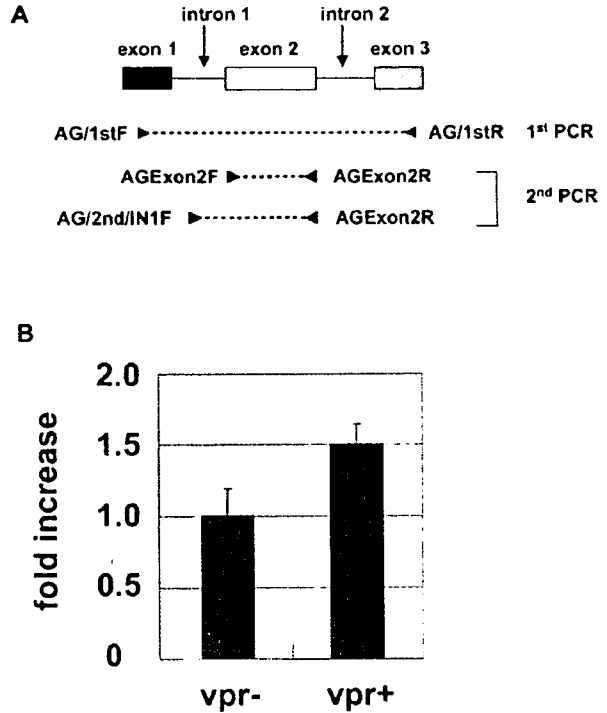 A
intron 1 intron 2
exon 1 exon 2 exon 3
AG/1stF AG/1stR 1st PCR
AGExon2F AGExon2R
2nd PCR
AG/2nd/IN1F AGExon2R
B
2.0
1.5
1.0
0.5
0
fold increase
vpr- vpr+